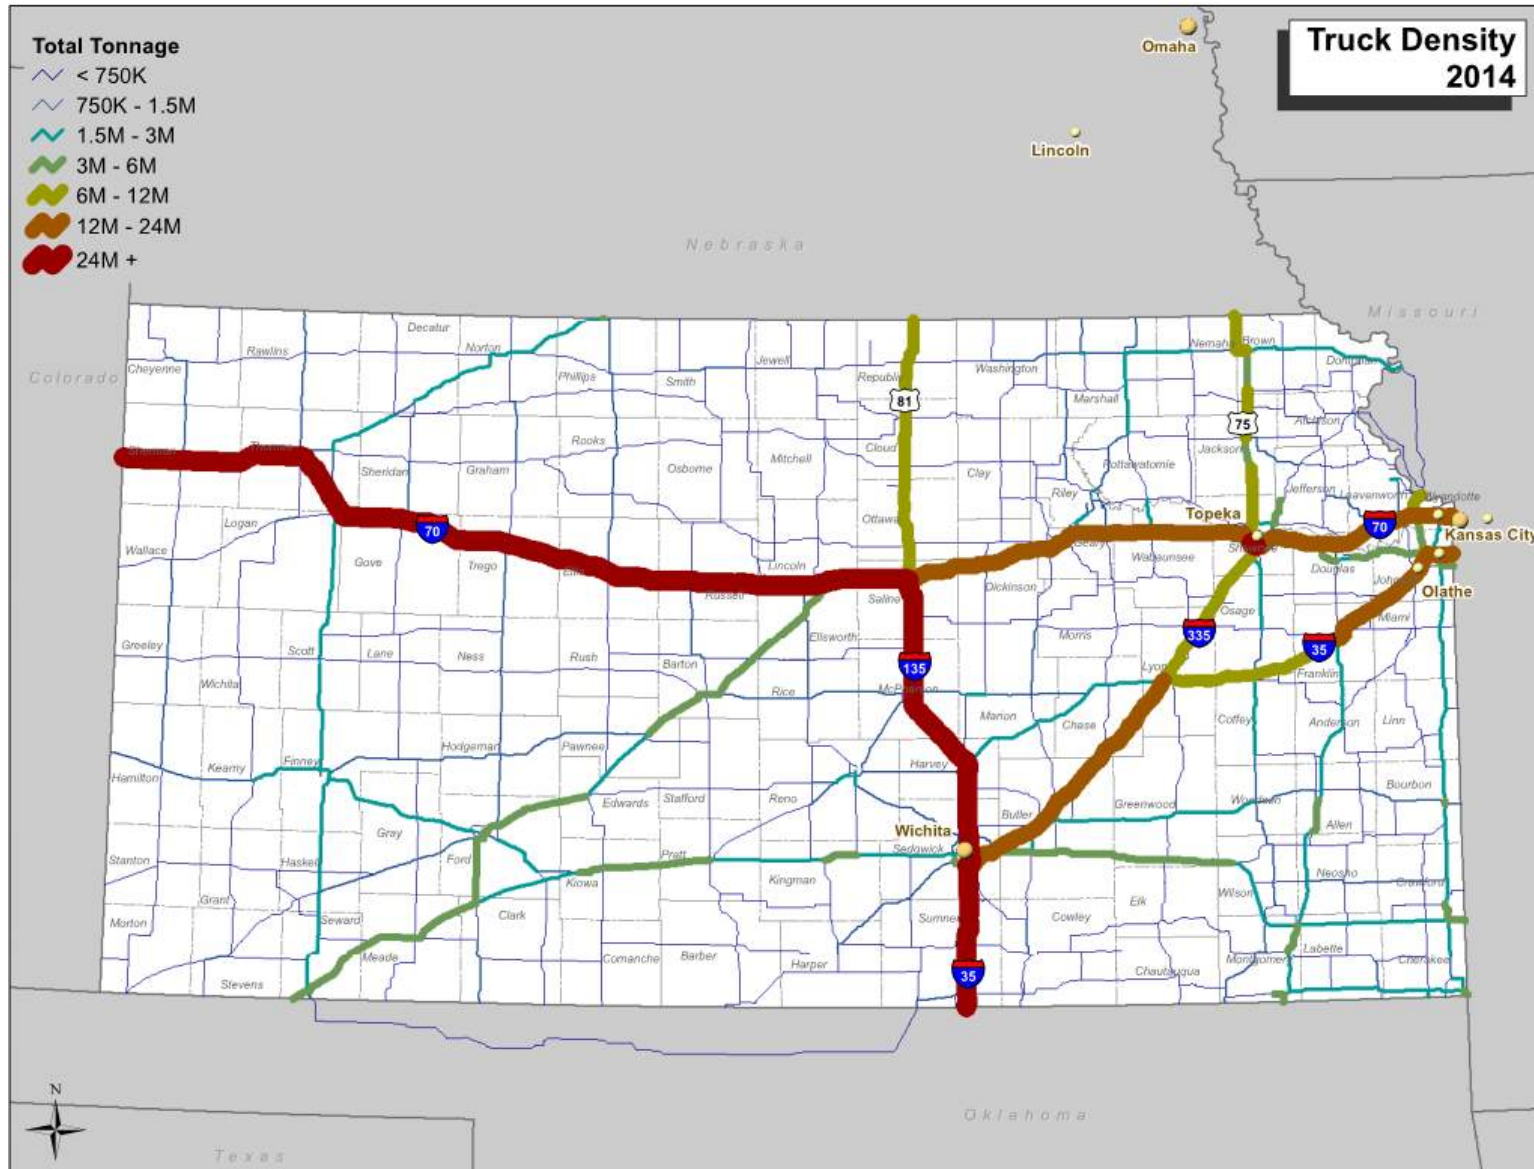 Total Tonnage
< 750K
750K - 1.5M
1.5M - 3M
3M - 6M
6M - 12M
12M - 24M
24M +
Truck Density
2014
Omaha
Lincoln
Nebraska
Missouri
Colorado
Decatur
Norton
Rawlins
Cheyenne
Phillips
Smith
Jewell
Republic
Washington
Nemaha
Brown
Doniphan
Marshall
81
75
Sherman
Thomas
Sheridan
Graham
Rooks
Osborne
Mitchell
Cloud
Clay
Riley
Pottawatomie
Jackson
Atchison
Jefferson
Leavenworth
Wyandotte
Logan
Wallace
70
Gove
Trego
Ellis
Russell
Lincoln
Ottawa
Saline
Dickinson
Geary
Wabaunsee
Topeka
Shawnee
70
Kansas City
Douglas
Johnson
Olathe
Greeley
Wichita
Scott
Lane
Ness
Rush
Barton
Ellsworth
Rice
135
McPherson
Marion
Morris
Chase
Lyon
335
Osage
35
Franklin
Miami
Hamilton
Kearny
Finney
Hodgeman
Pawnee
Edwards
Stafford
Reno
Harvey
Butler
Greenwood
Coffey
Woodson
Anderson
Linn
Allen
Bourbon
Stanton
Grant
Haskell
Gray
Ford
Kiowa
Pratt
Kingman
Sedgwick
Wichita
Elk
Wilson
Neosho
Crawford
Morton
Stevens
Seward
Meade
Clark
Comanche
Barber
Harper
Sumner
35
Cowley
Chautauqua
Montgomery
Labette
Cherokee
N
Oklahoma
Texas